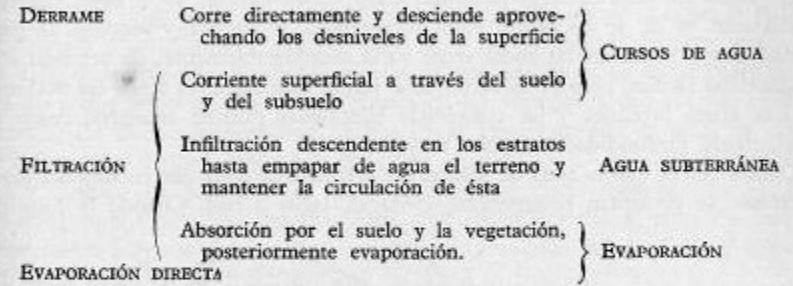 DERRAME Corre directamente y desciende aprove-
chando los desniveles de la superficie
CURSOS DE AGUA
Corriente superficial a través del suelo
y del subsuelo
Infiltración descendente en los estratos
FILTRACIÓN hasta empapar de agua el terreno y AGUA SUBTERRÁNEA
mantener la circulación de ésta
Absorción por el suelo y la vegetación,
posteriormente evaporación. EVAPORACIÓN
EVAPORACIÓN DIRECTA